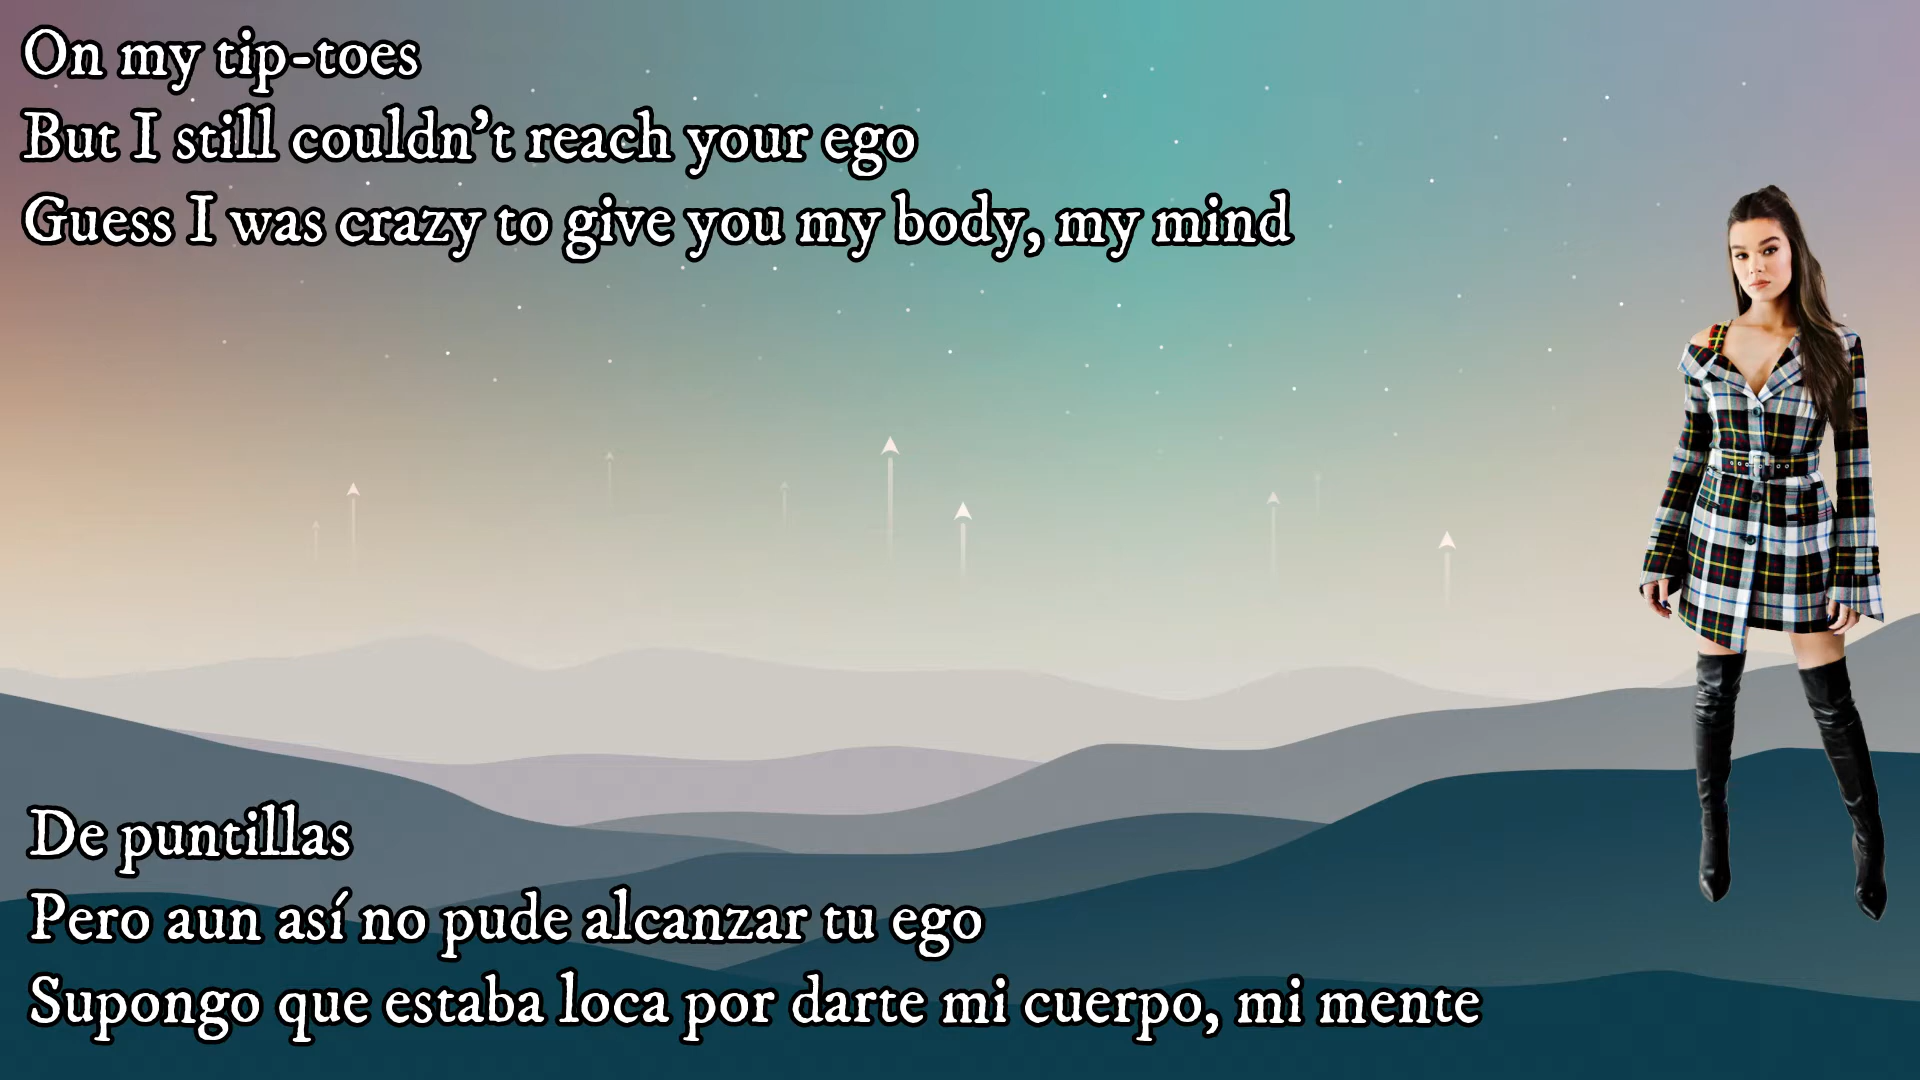 On my tip-toes
But I still couldn't reach your ego
Guess I was crazy to give you my body, my mind
De puntillas
Pero aun así no pude alcanzar tu ego
Supongo que estaba loca por darte mi cuerpo, mi mente